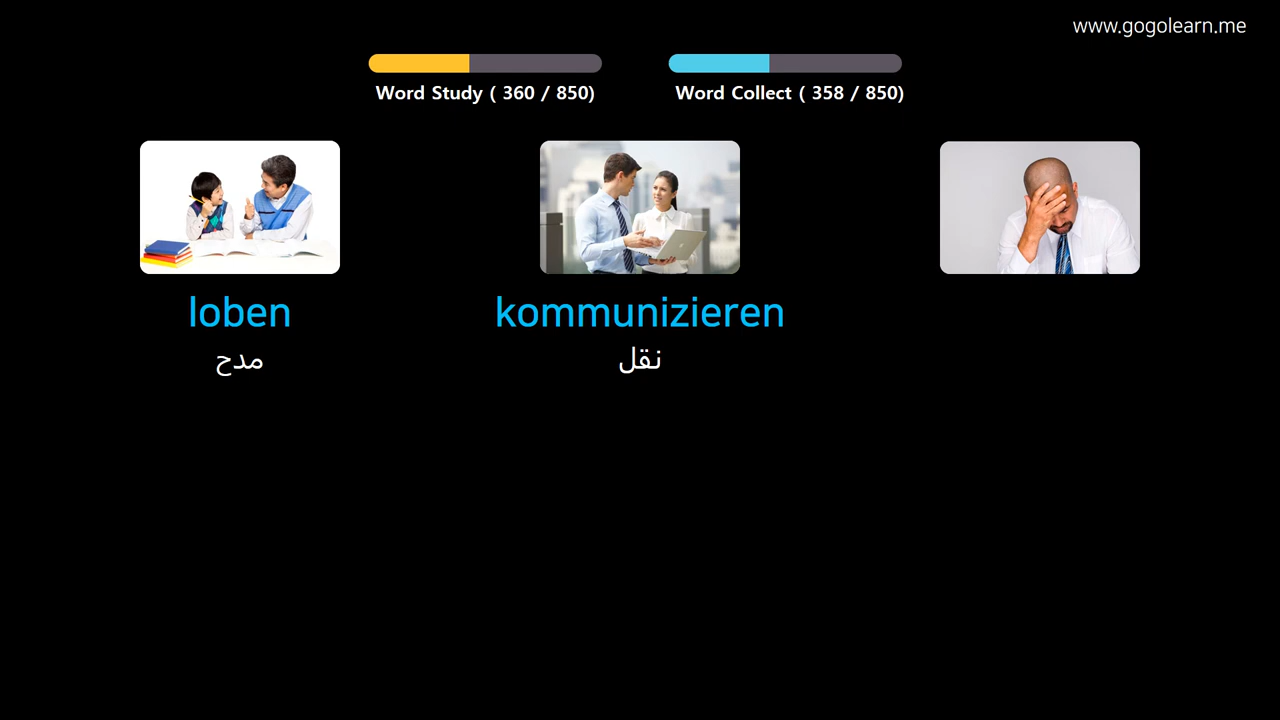 www.gogolearn.me
Word Study ( 360 / 850)
Word Collect ( 358 / 850)
loben
مدح
kommunizieren
نقل